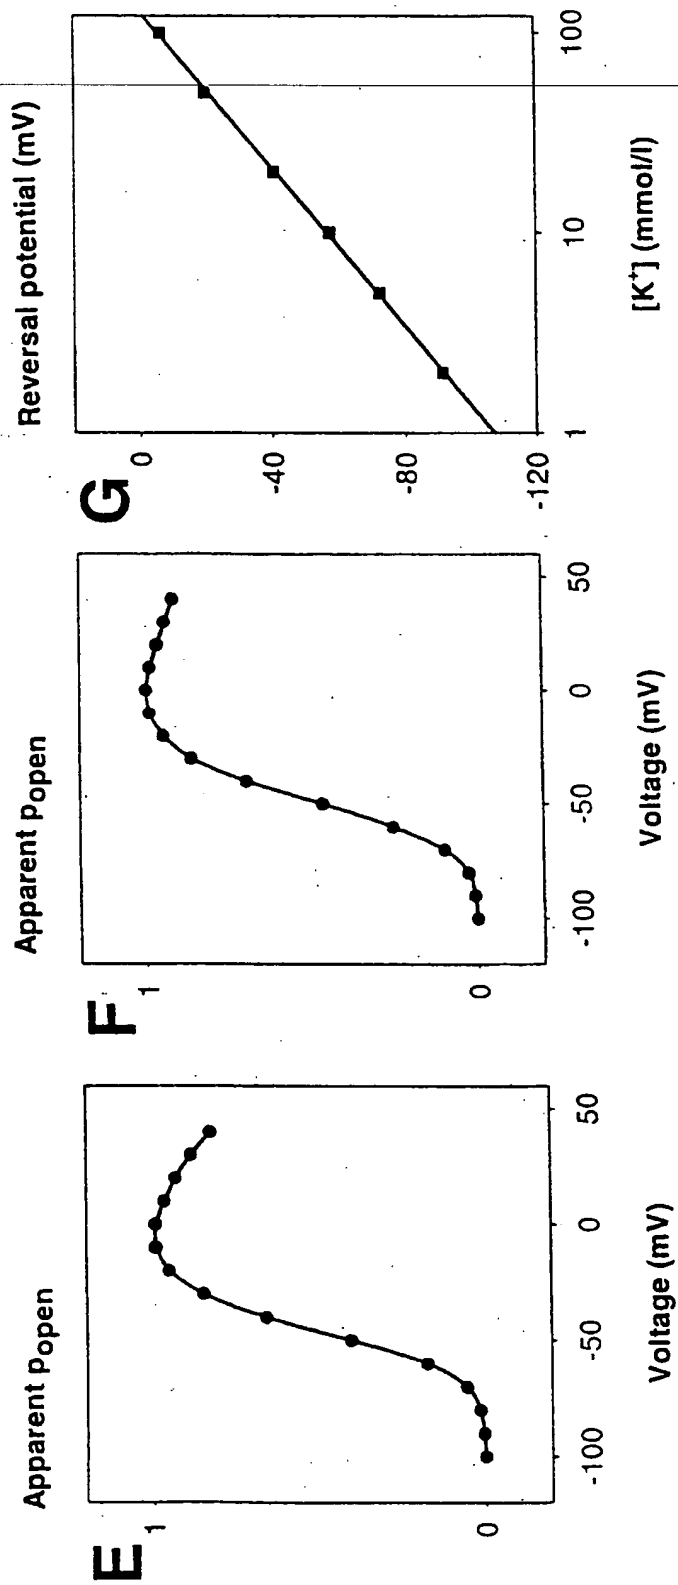 E
Apparent popen
1
0
-100
-50
0
50
Voltage (mV)
F
Apparent popen
1
0
-100
-50
0
50
Voltage (mV)
G
Reversal potential (mV)
0
-40
-80
-120
1
10
100
[K+] (mmol/l)